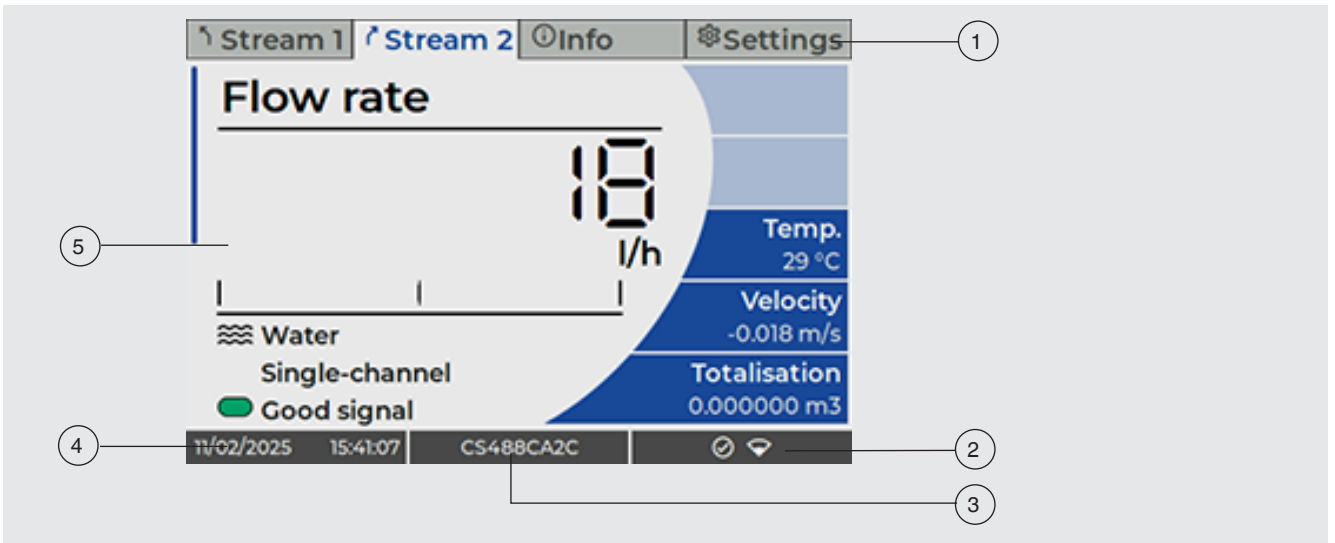 Stream 1 Stream 2 Info Settings
1
Flow rate
18
l/h
5
Temp.
29 °C
Velocity
-0.018 m/s
Totalisation
0.000000 m3
Water
Single-channel
Good signal
4
11/02/2025 15:41:07 CS488CA2C
2
3